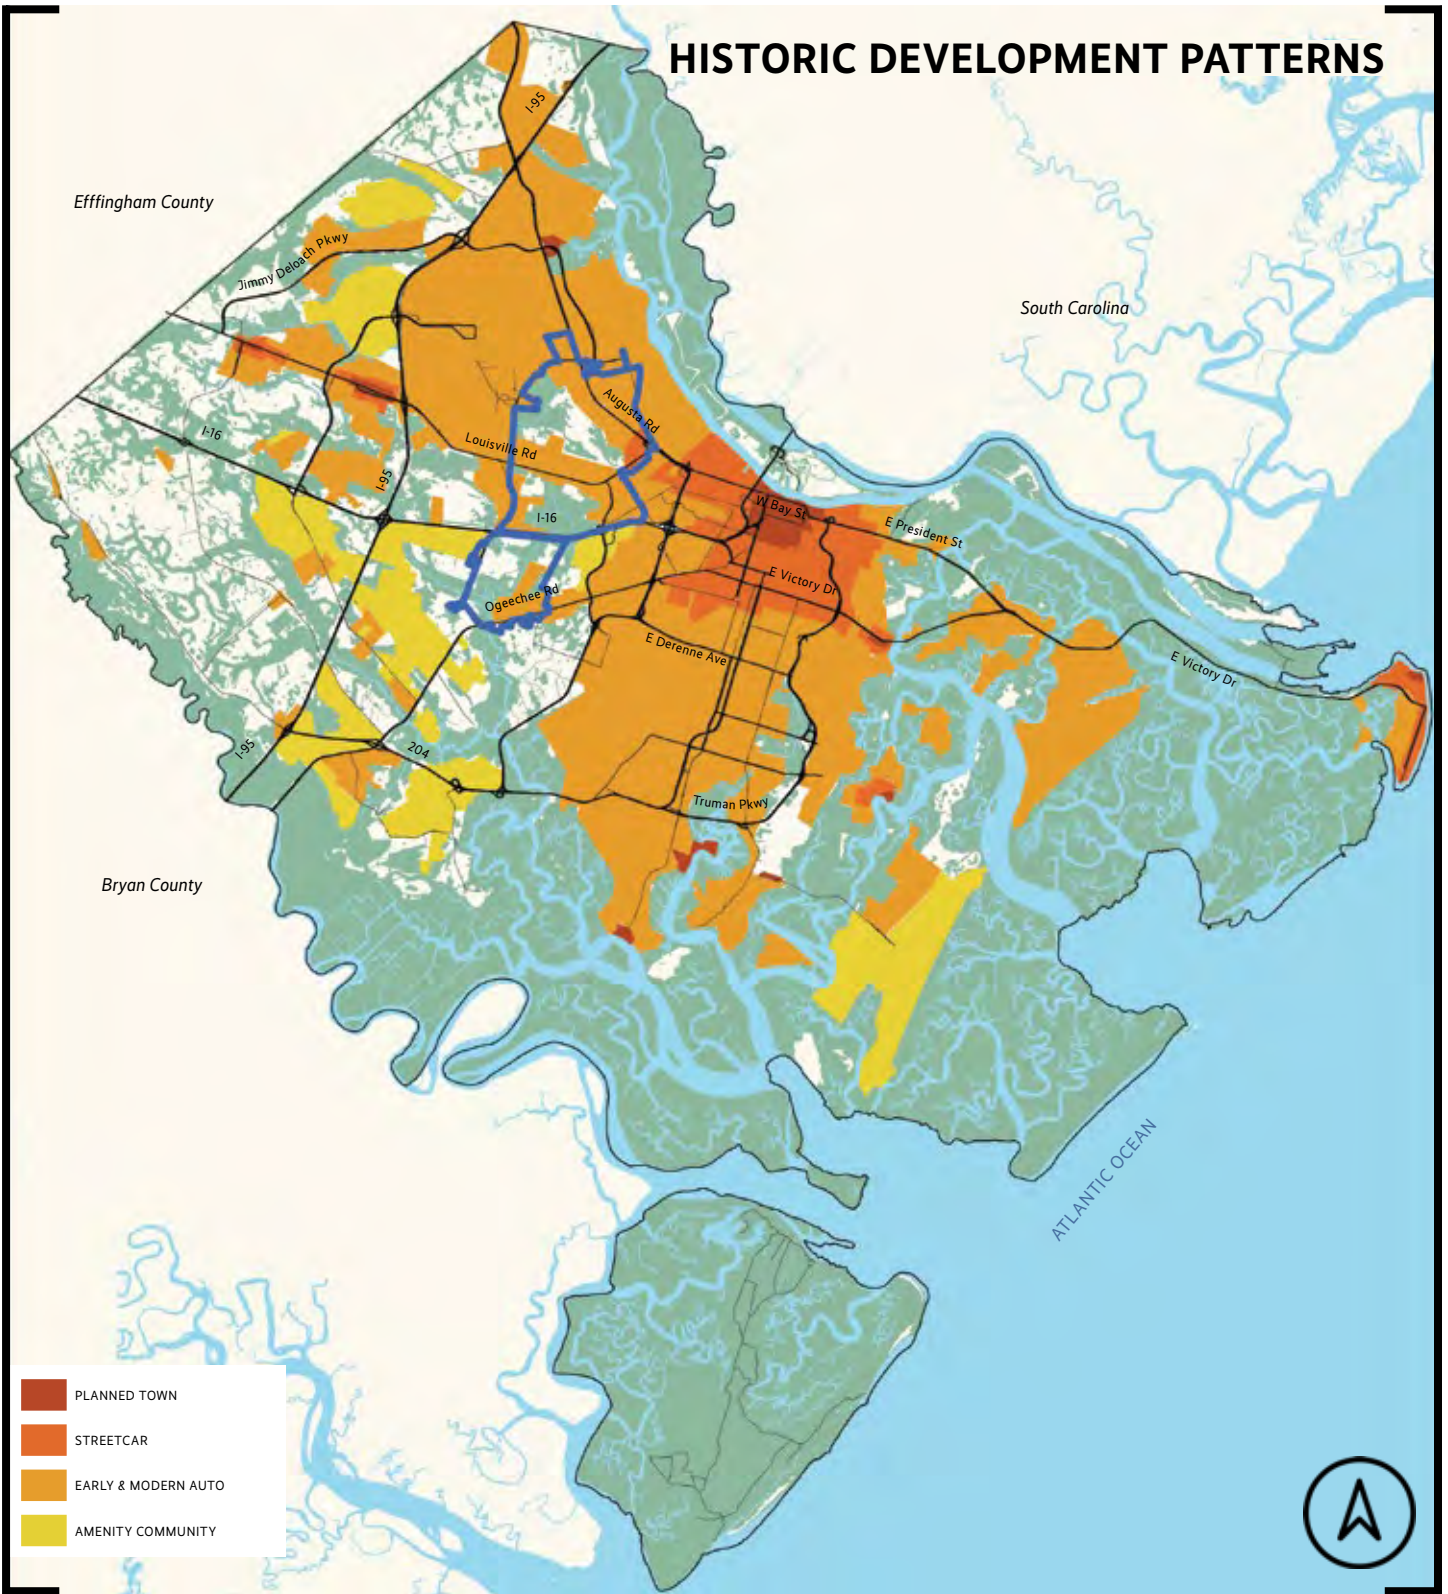 HISTORIC DEVELOPMENT PATTERNS
I-95
Efffingham County
Jimmy Deloach Pkwy
South Carolina
Augusta Rd
I-16
Louisville Rd
I-95
W Bay St
I-16
E President St
E Victory Dr
Ogeechee Rd
E Derenne Ave
E Victory Dr
I-95
204
Truman Pkwy
Bryan County
ATLANTIC OCEAN
PLANNED TOWN
STREETCAR
EARLY & MODERN AUTO
AMENITY COMMUNITY